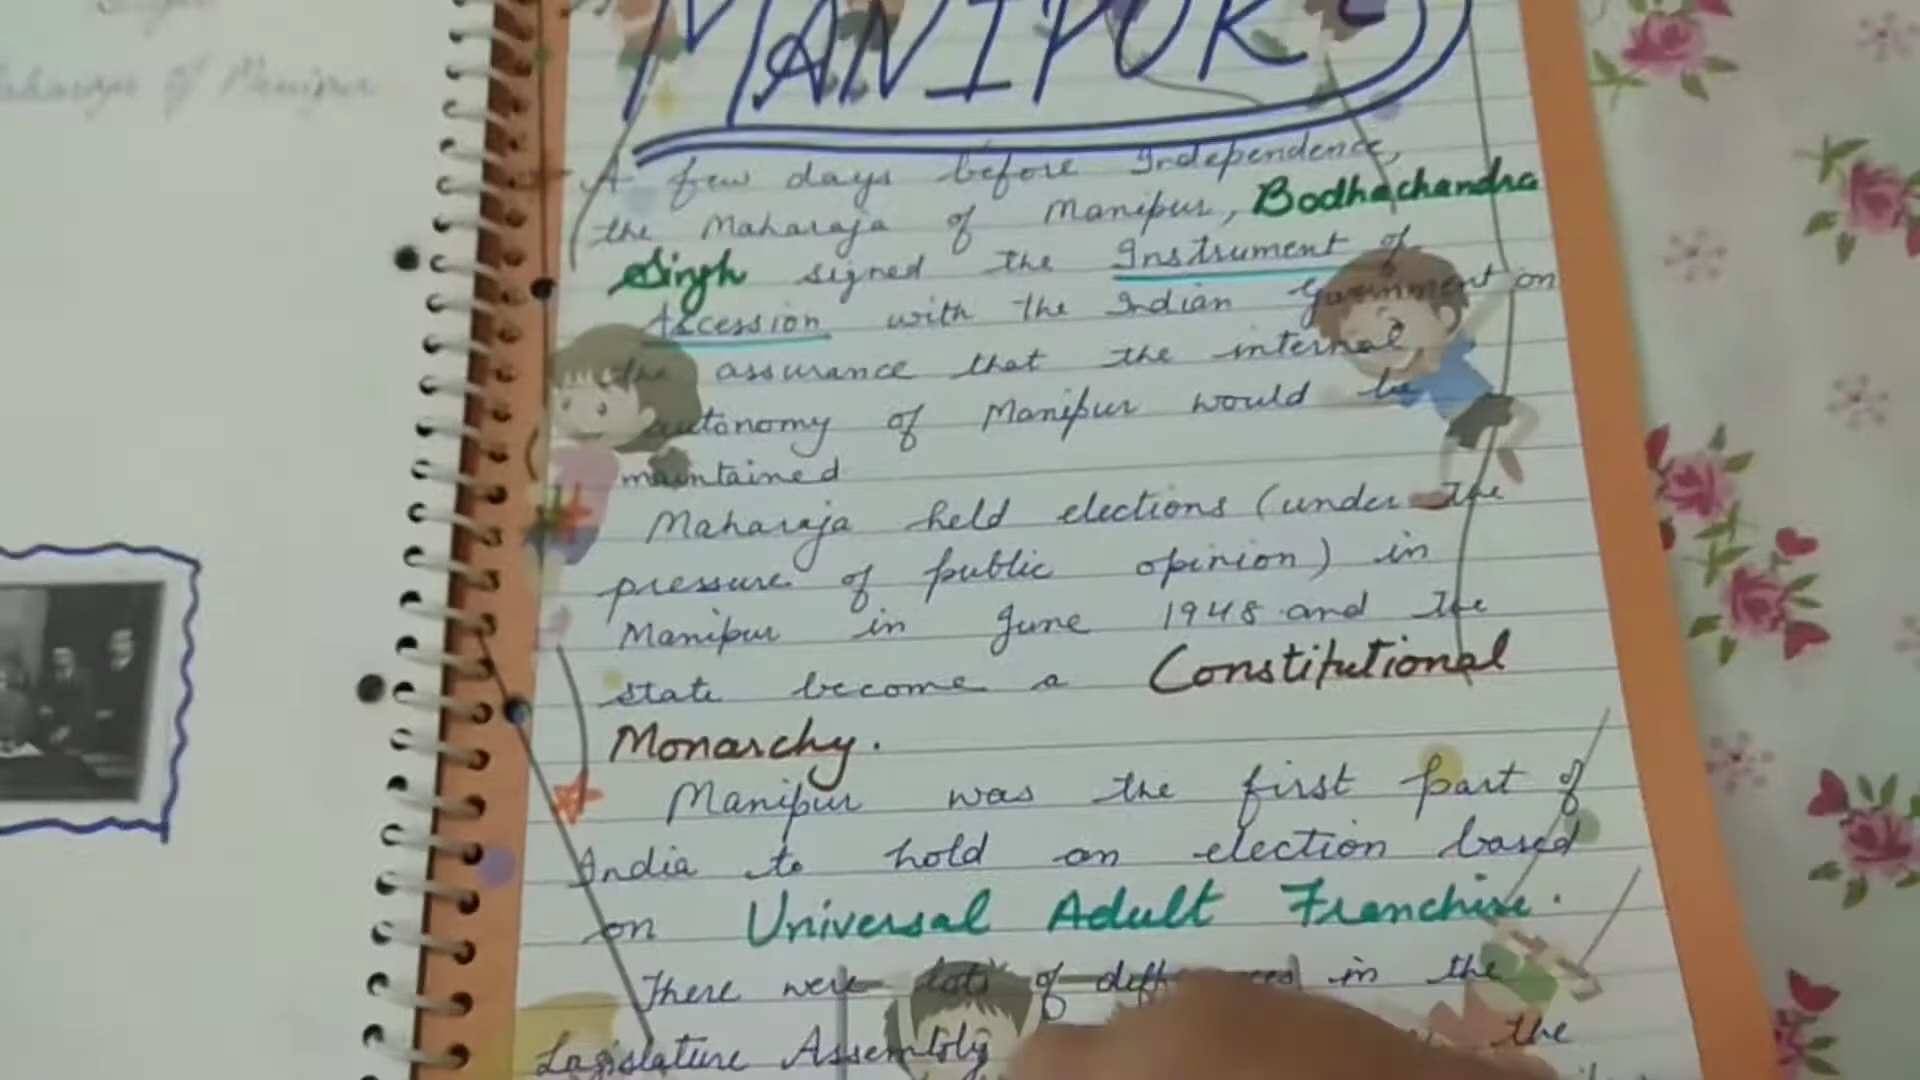 Maharaja of Manipur
MANIPUR
A few days before Independence,
the Maharaja of Manipur, Bodhachandra
Singh signed the Instrument of
Accession with the Indian Government on
the assurance that the internal
autonomy of Manipur would be
maintained
Maharaja held elections (under the
pressure of public opinion) in
Manipur in June 1948 and the
state become a Constitutional
Monarchy.
Manipur was the first part of
India to hold an election based
on Universal Adult Franchise.
There were lots of in the
Legislature Assembly the